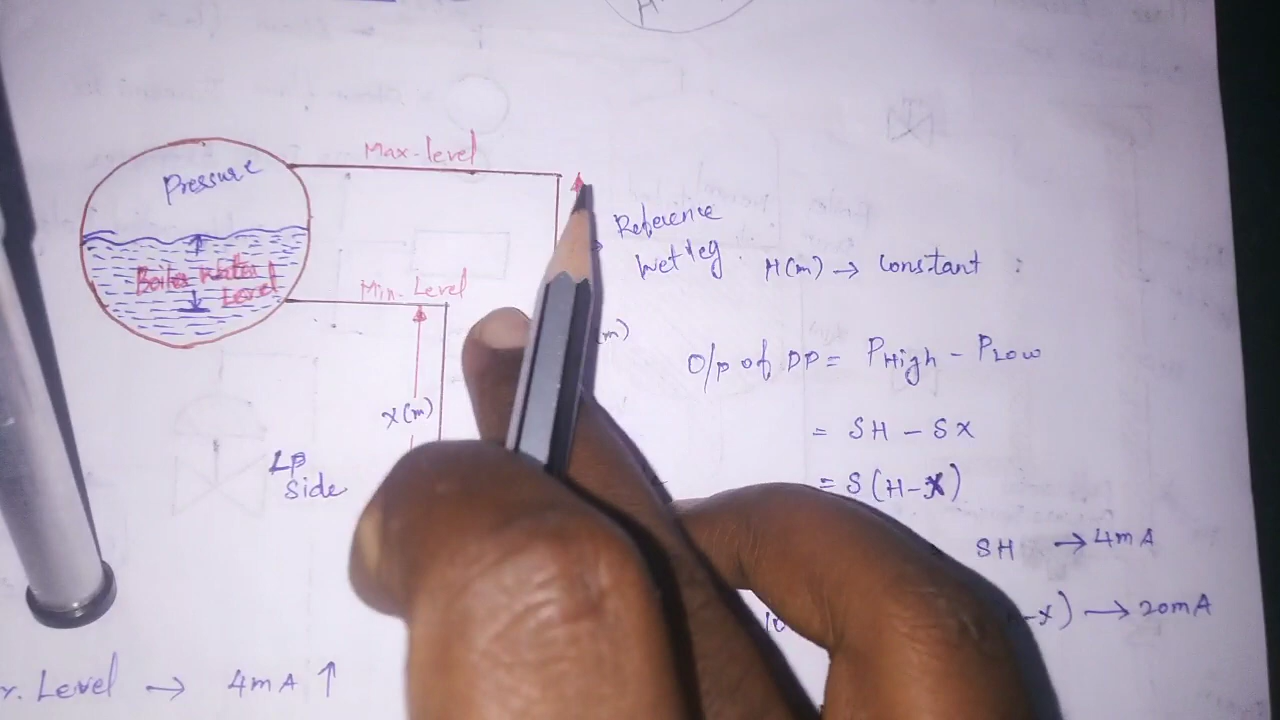 Max-level
Pressure
Reference
wet leg
H(m) → constant
Boiler Water
Level
Min. Level
(m)
O/p of DP = PHigh - PLow
X(m)
= SH - SX
LP
Side
= S(H-X)
SH → 4mA
-x) → 20mA
r. Level → 4mA ↑